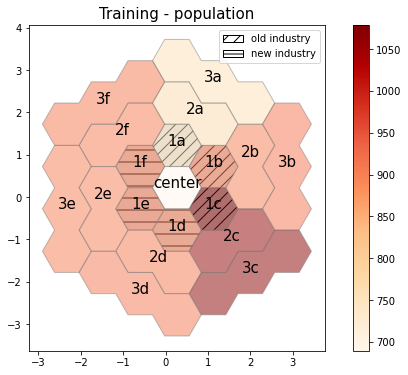 Training - population
old industry
new industry
3a
3f
2a
2f
1a
2b
1f
1b
3b
center
2e
3e
1e
1c
1d
2c
2d
3c
3d
4
3
2
1
0
−1
−2
−3
−3
−2
−1
0
1
2
3
1050
1000
950
900
850
800
750
700